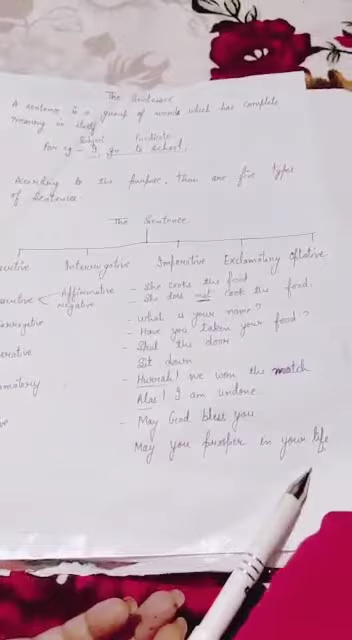 The Sentence
A sentence is a group of words which has complete
meaning in itself
Subject Predicate
For eg - I go to school.
According to the purpose, There are five types
of Sentence.
The Sentence
Interrogative Imperative Exclamatory Optative
Affirmative - She cooks the food
negative - She does not cook the food.
- What is your name?
- Have you taken your food?
- Shut the door
Sit down
- Hurrah! We won the match
Alas! I am undone
- May God bless you
May you prosper in your life